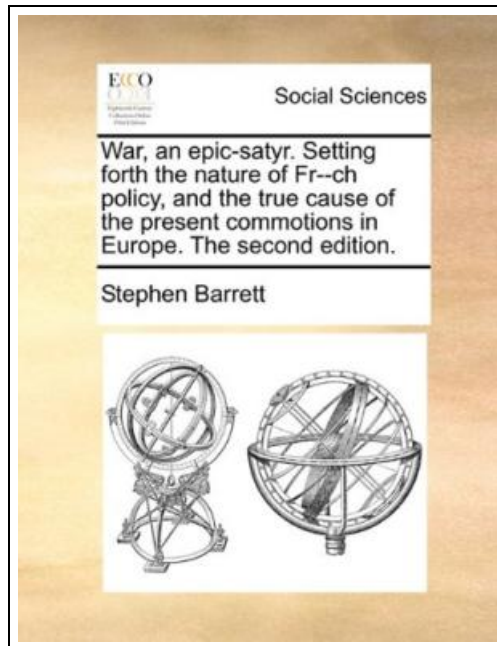 ECCO
Social Sciences
War, an epic-satyr. Setting
forth the nature of Fr--ch
policy, and the true cause of
the present commotions in
Europe. The second edition.
Stephen Barrett